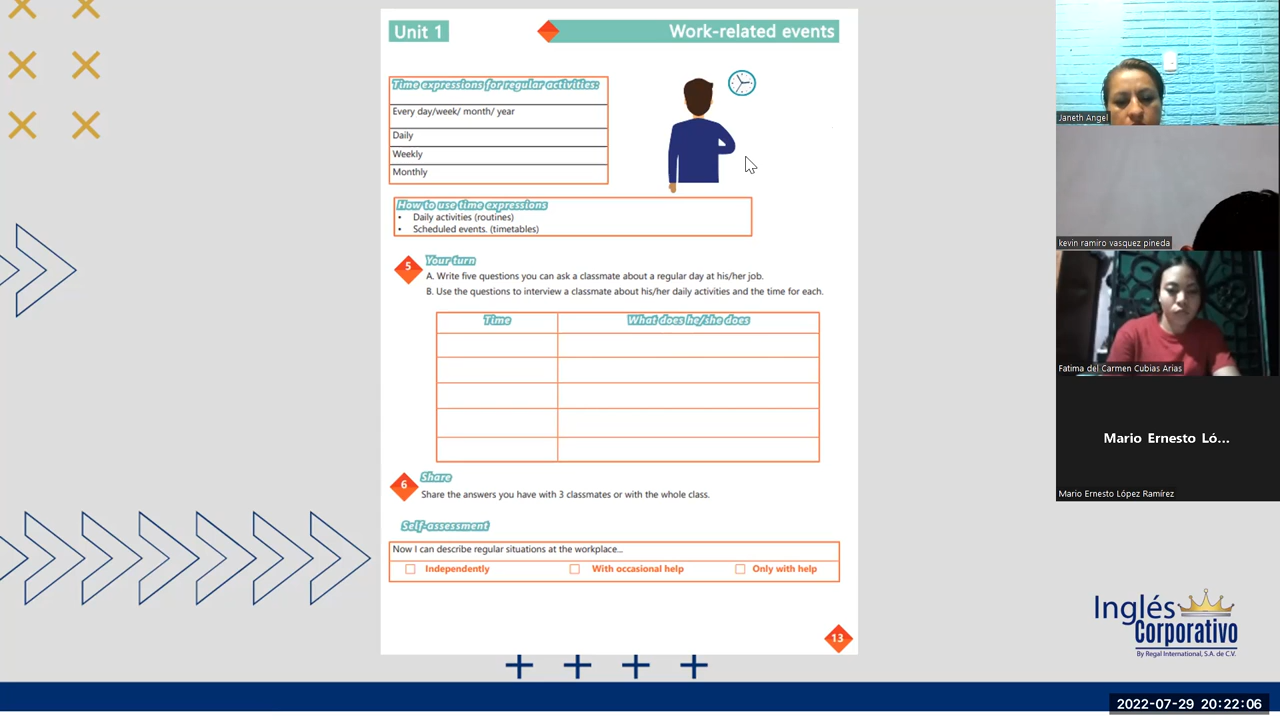 Unit 1
Work-related events
Time expressions for regular activities:
Every day/week/ month/ year
Daily
Weekly
Monthly
How to use time expressions
• Daily activities (routines)
• Scheduled events. (timetables)
5
Your turn
A. Write five questions you can ask a classmate about a regular day at his/her job.
B. Use the questions to interview a classmate about his/her daily activities and the time for each.
Time
What does he/she does
6
Share
Share the answers you have with 3 classmates or with the whole class.
Self-assessment
Now I can describe regular situations at the workplace...
Independently
With occasional help
Only with help
13
Janeth Angel
kevin ramiro vasquez pineda
Fatima del Carmen Cubias Arias
Mario Ernesto Ló...
Mario Ernesto López Ramírez
Inglés
Corporativo
By Regal International, S.A. de C.V.
2022-07-29 20:22:06